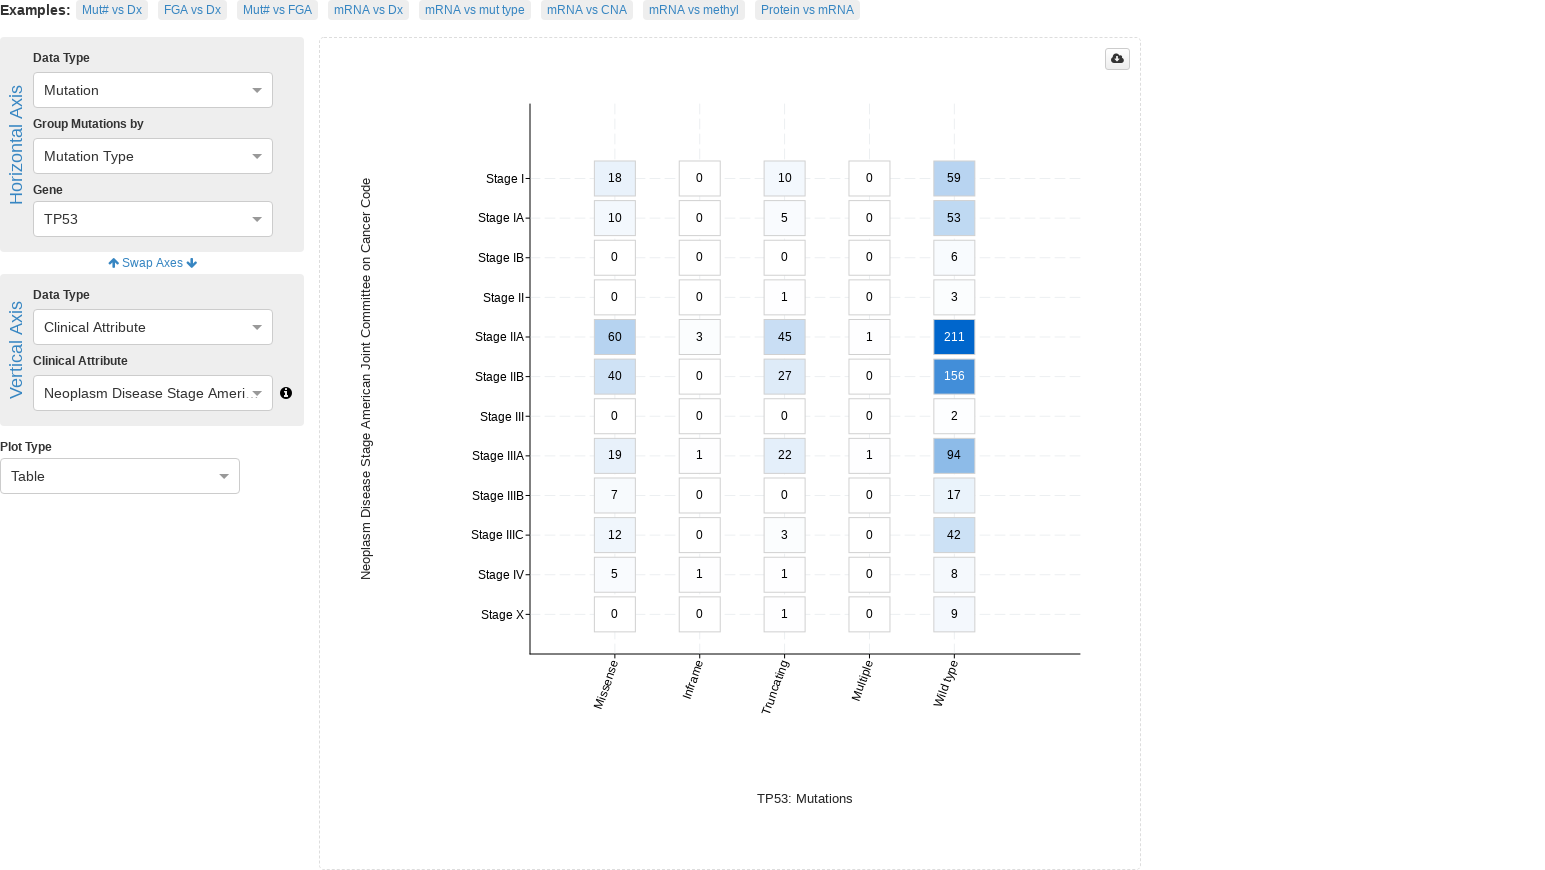 Examples: Mut# vs Dx FGA vs Dx Mut# vs FGA mRNA vs Dx mRNA vs mut type mRNA vs CNA mRNA vs methyl Protein vs mRNA
Horizontal Axis
Data Type
Mutation
Group Mutations by
Mutation Type
Gene
TP53
Swap Axes
Vertical Axis
Data Type
Clinical Attribute
Clinical Attribute
Neoplasm Disease Stage Ameri...
Plot Type
Table
Neoplasm Disease Stage American Joint Committee on Cancer Code
Stage I 18 0 10 0 59
Stage IA 10 0 5 0 53
Stage IB 0 0 0 0 6
Stage II 0 0 1 0 3
Stage IIA 60 3 45 1 211
Stage IIB 40 0 27 0 156
Stage III 0 0 0 0 2
Stage IIIA 19 1 22 1 94
Stage IIIB 7 0 0 0 17
Stage IIIC 12 0 3 0 42
Stage IV 5 1 1 0 8
Stage X 0 0 1 0 9
Missense Inframe Truncating Multiple Wild type
TP53: Mutations